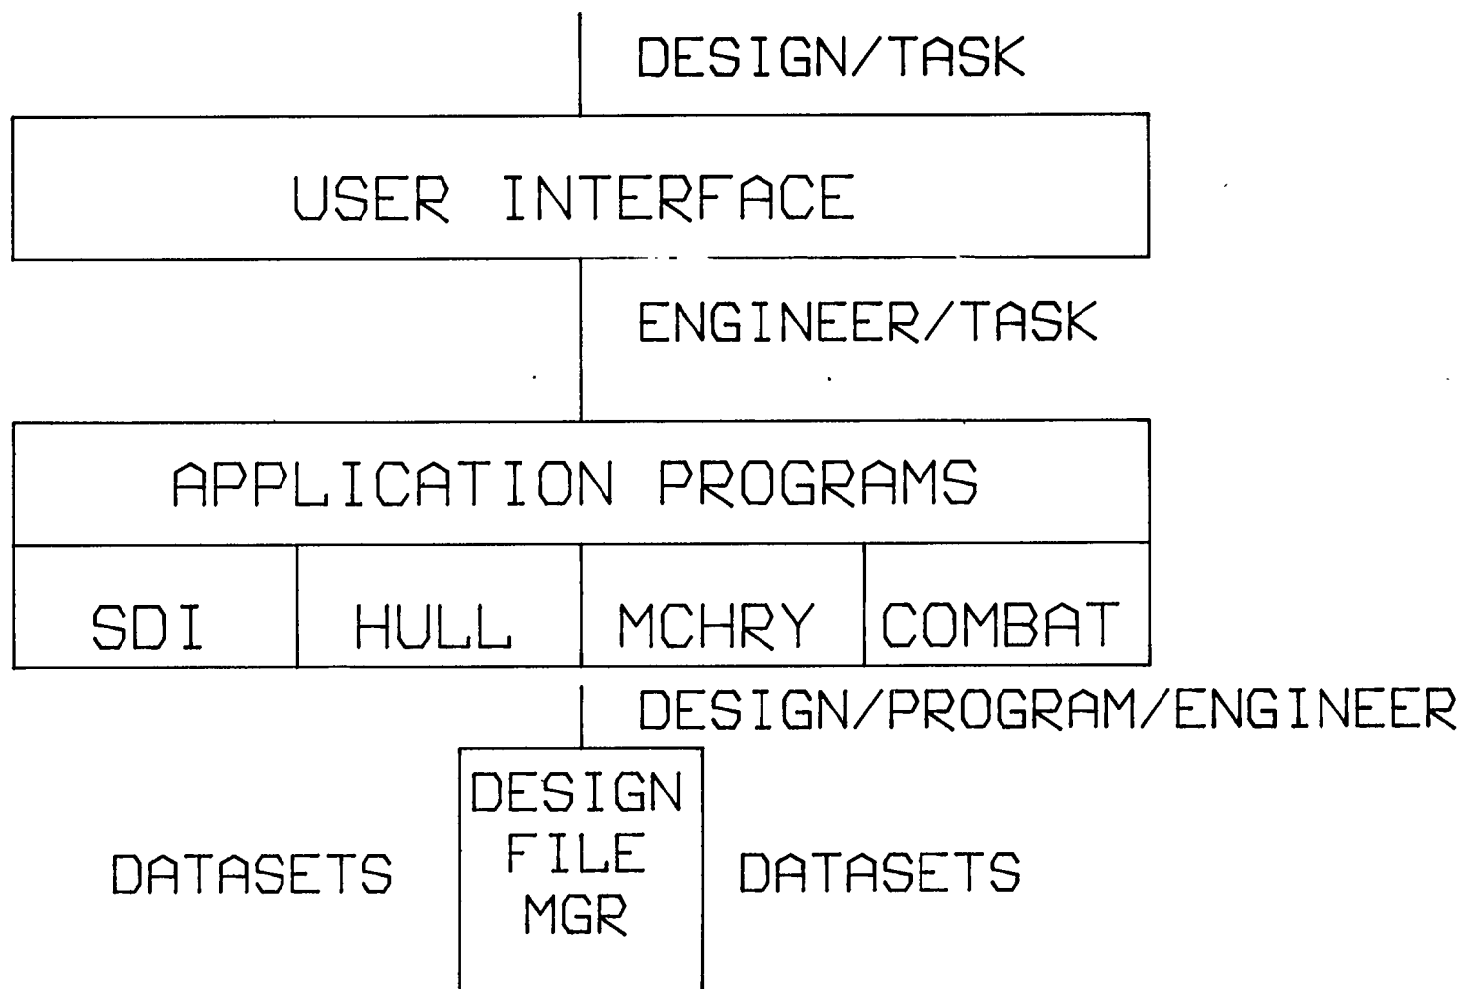 DESIGN/TASK
USER INTERFACE
ENGINEER/TASK
APPLICATION PROGRAMS
SDI HULL MCHRY COMBAT
DESIGN/PROGRAM/ENGINEER
DESIGN
FILE
MGR
DATASETS
DATASETS